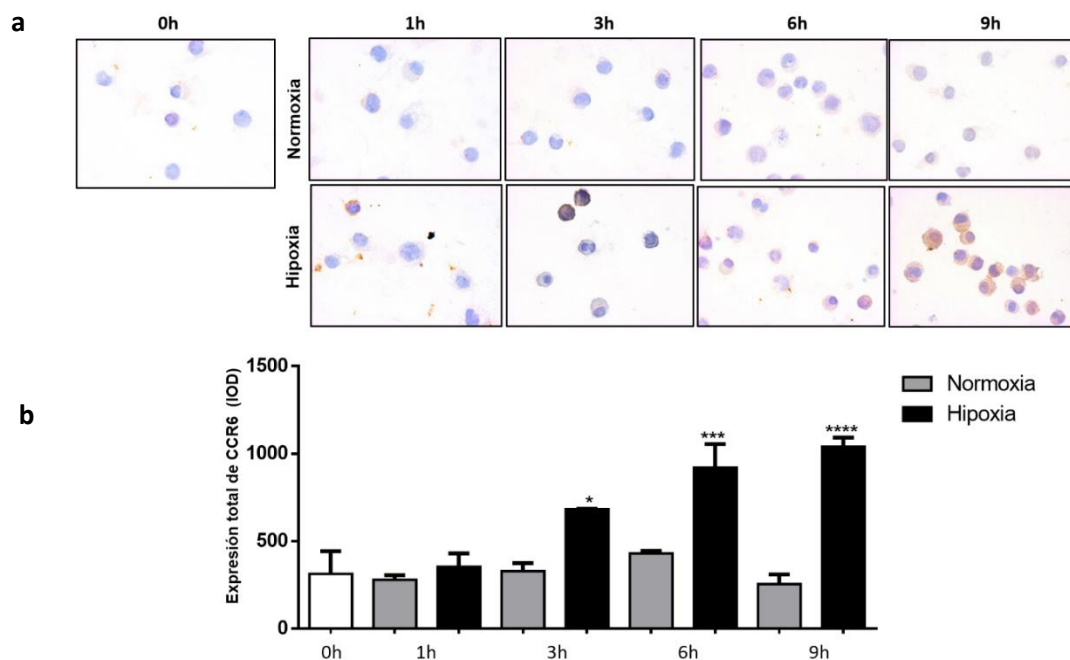 a
0h 1h 3h 6h 9h
Normoxia
Hipoxia
b
Expresión total de CCR6 (IOD)
1500
1000
500
0
* *** ****
Normoxia
Hipoxia
0h 1h 3h 6h 9h